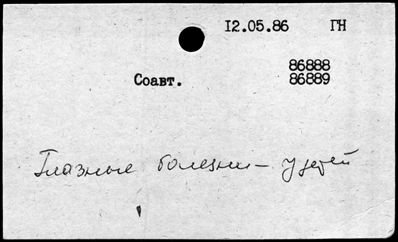 12.05.86 ГН
86888
Соавт. 86889
Глазные болезни – у детей